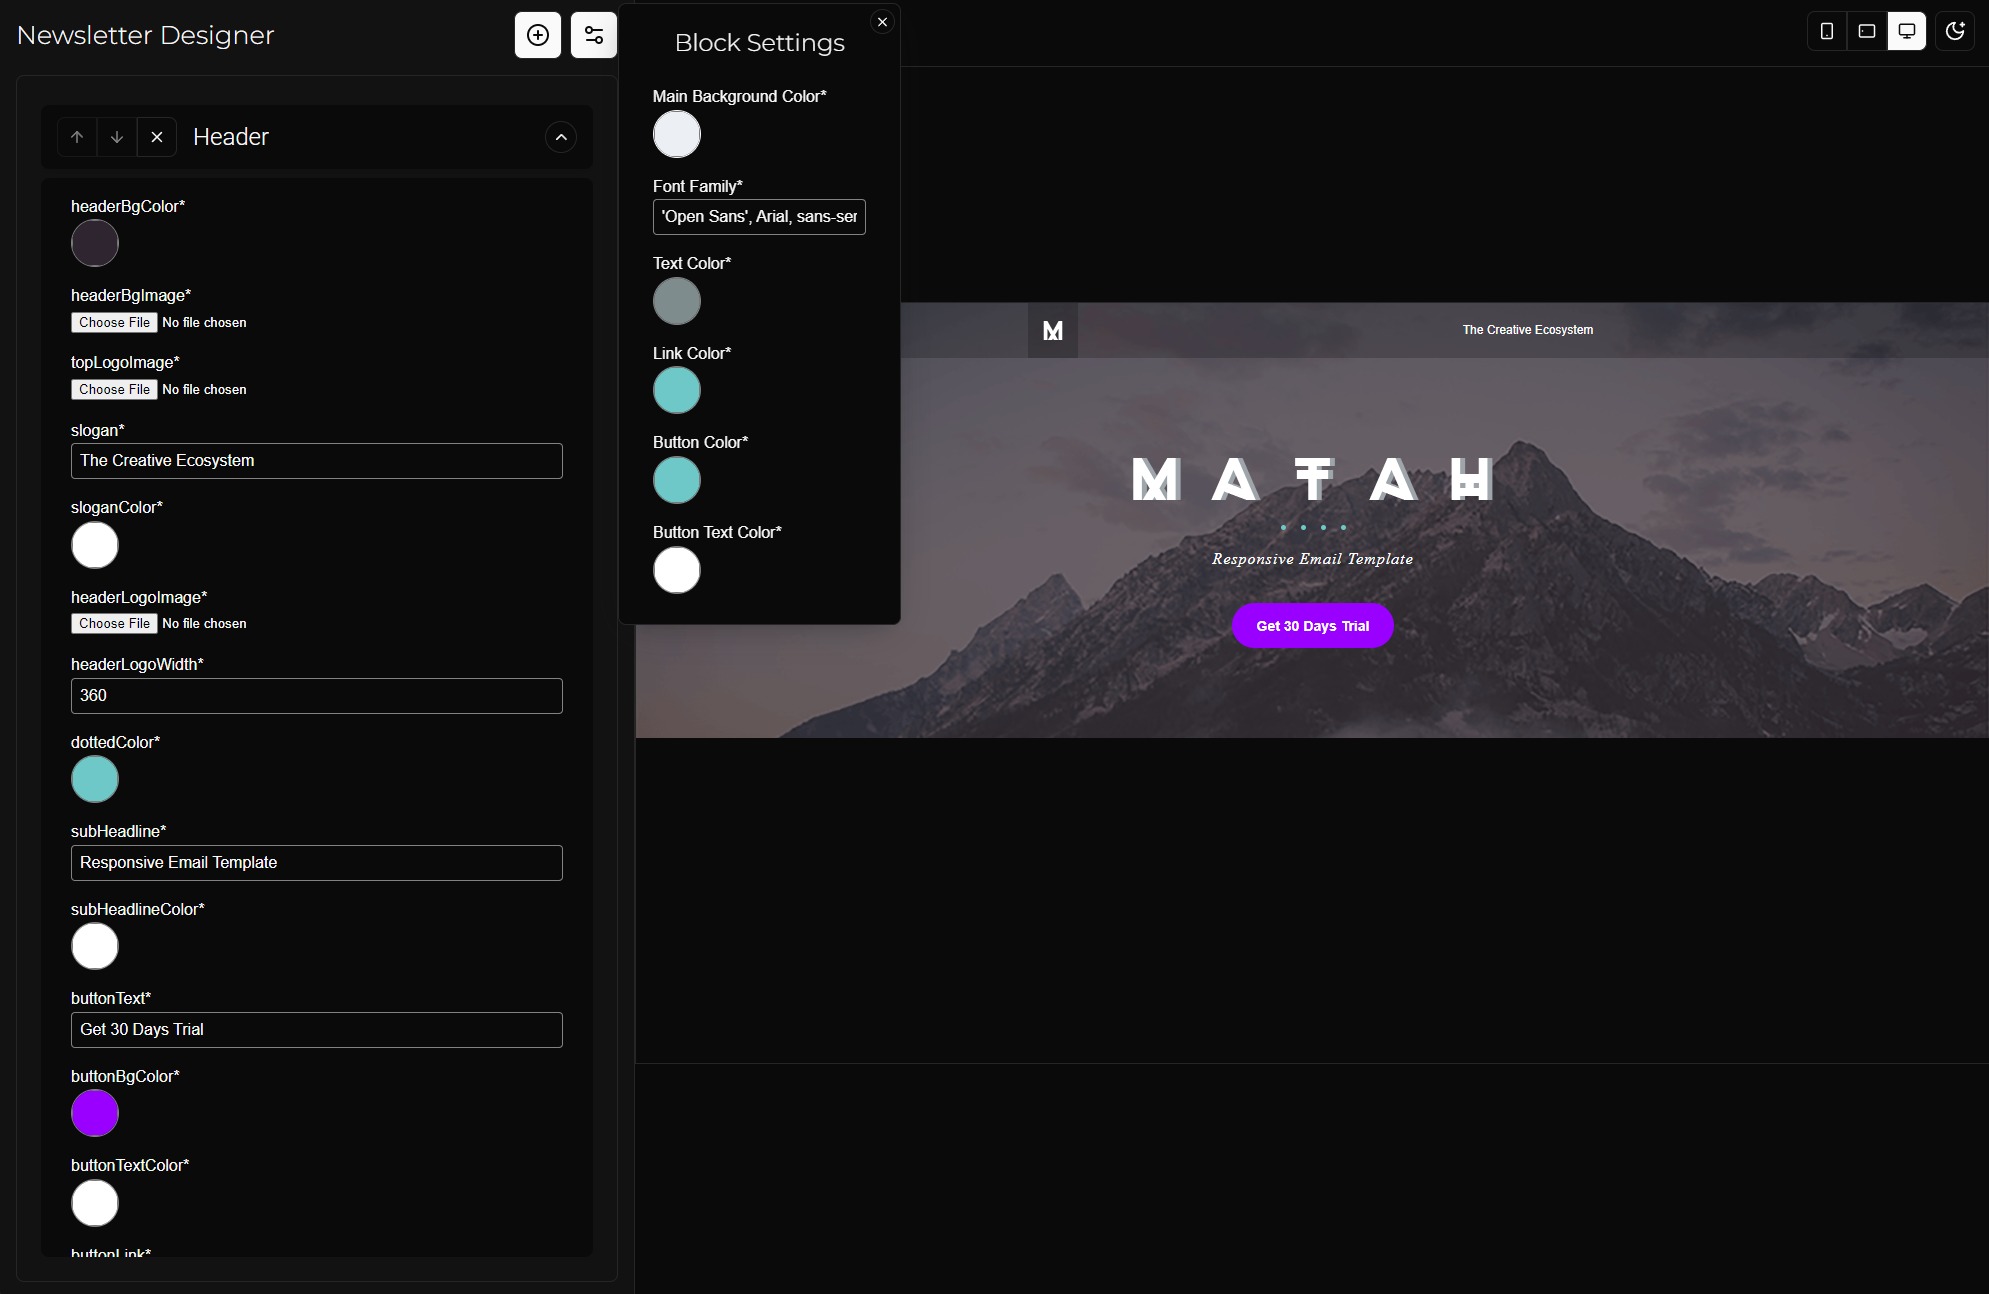 Newsletter Designer
Header
headerBgColor*
headerBgImage*
Choose File No file chosen
topLogoImage*
Choose File No file chosen
slogan*
The Creative Ecosystem
sloganColor*
headerLogoImage*
Choose File No file chosen
headerLogoWidth*
360
dottedColor*
subHeadline*
Responsive Email Template
subHeadlineColor*
buttonText*
Get 30 Days Trial
buttonBgColor*
buttonTextColor*
buttonLink*
Block Settings
Main Background Color*
Font Family*
'Open Sans', Arial, sans-ser
Text Color*
Link Color*
Button Color*
Button Text Color*
M
The Creative Ecosystem
MATAH
Responsive Email Template
Get 30 Days Trial